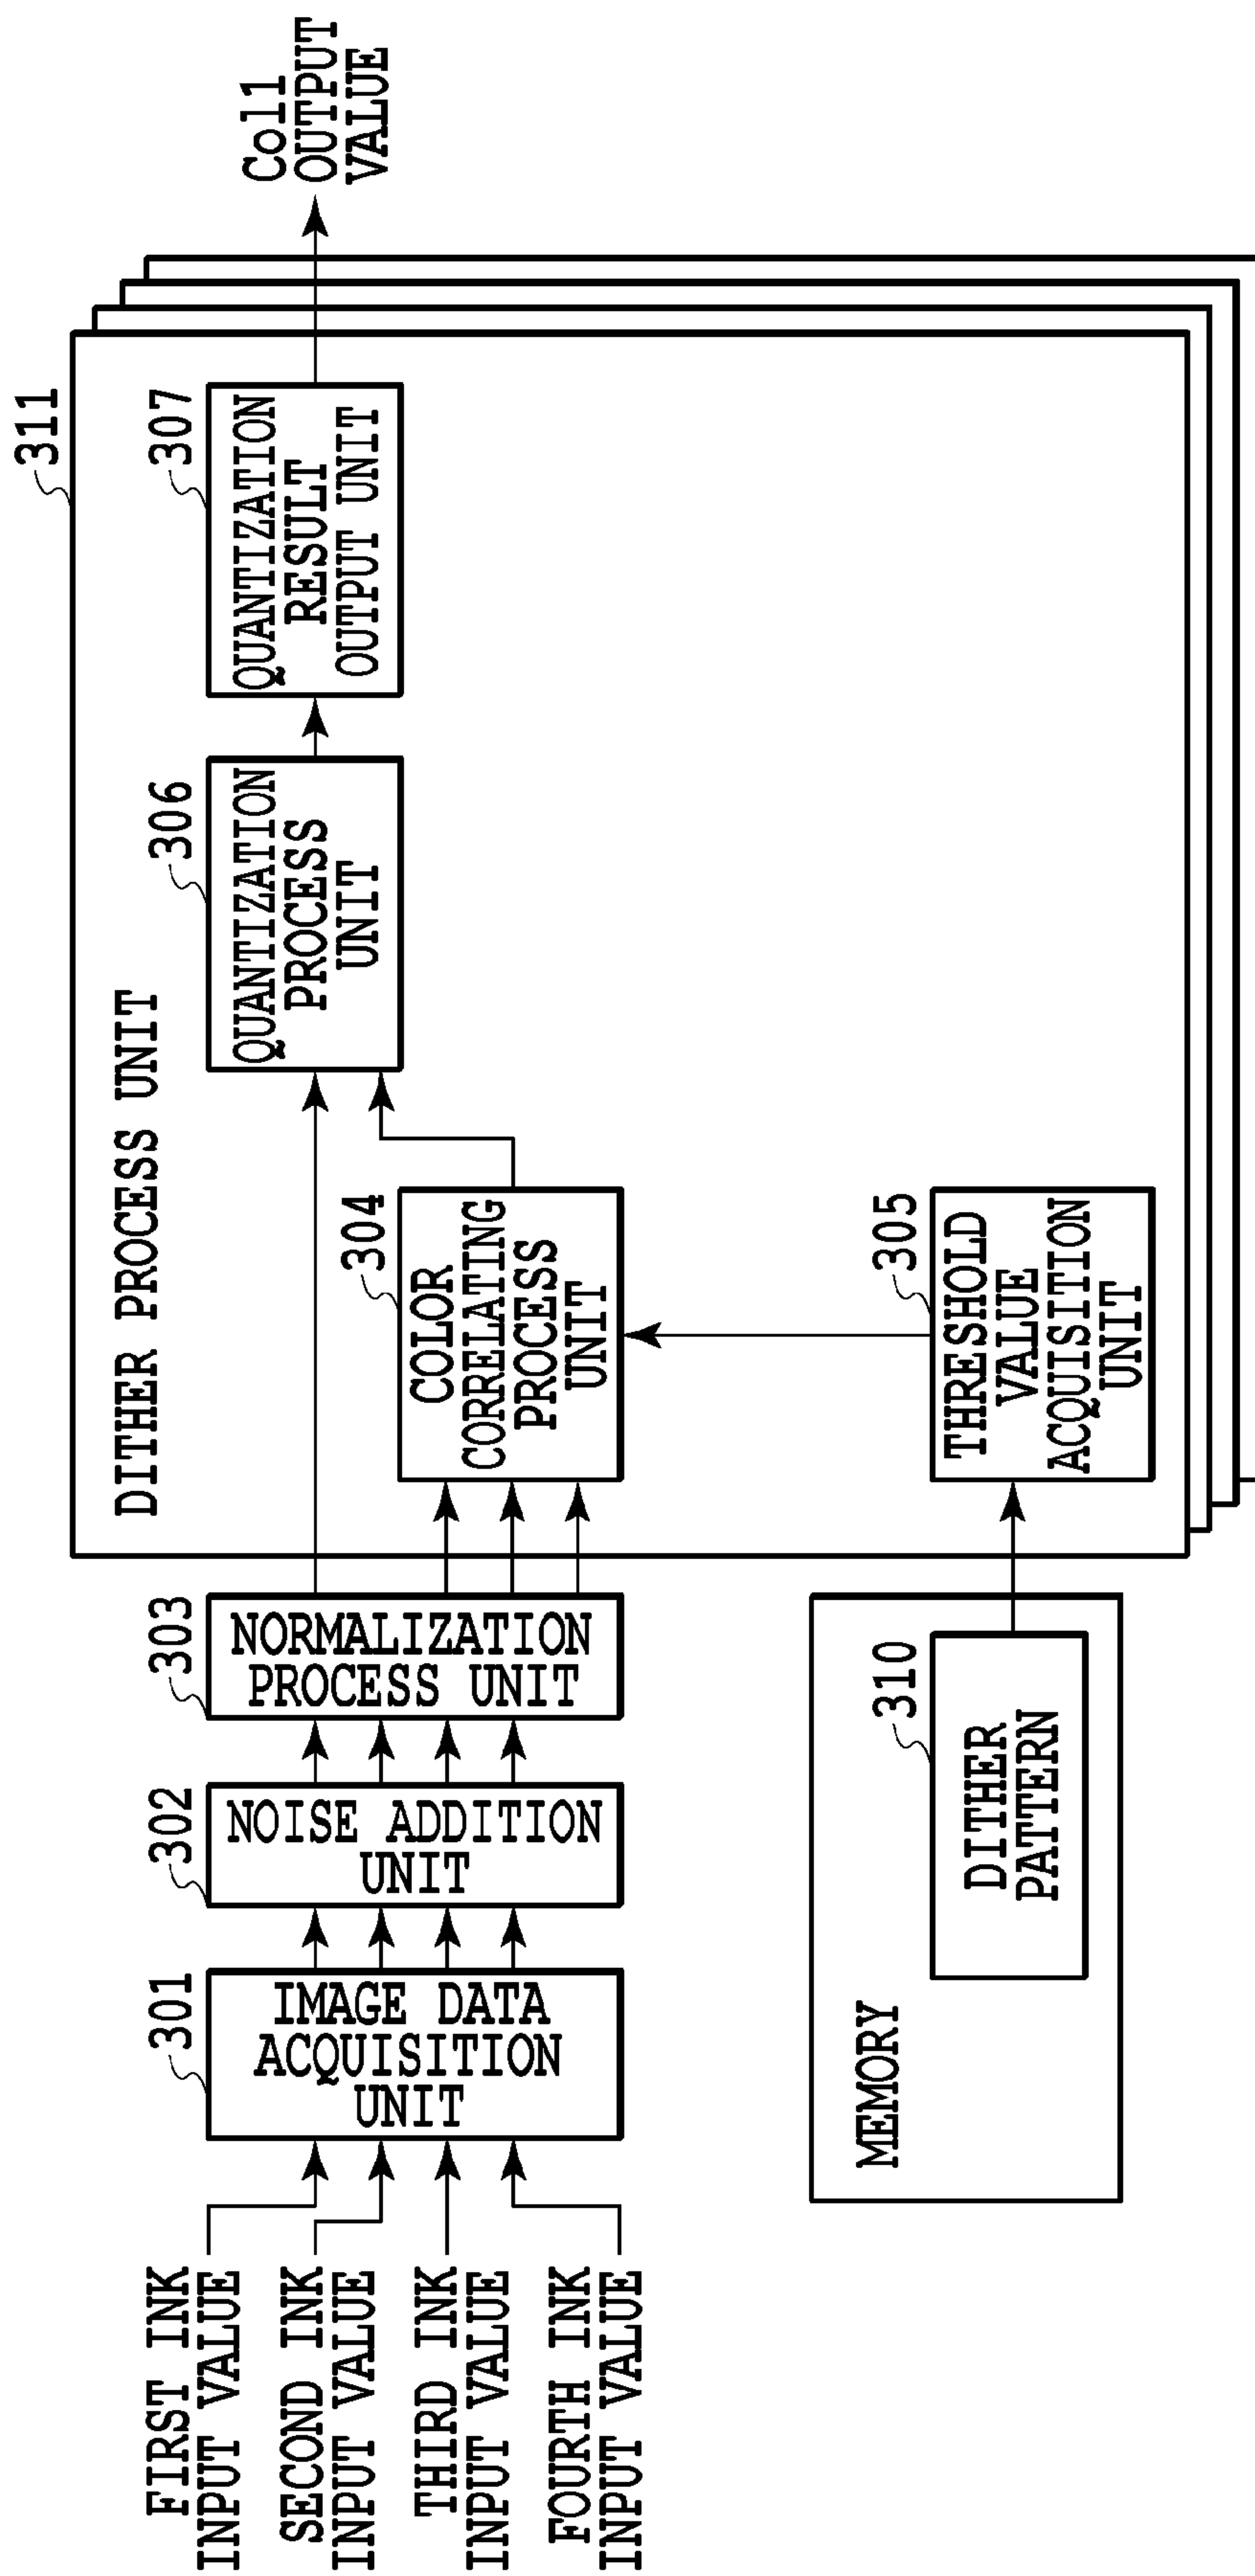 FIRST INK
INPUT VALUE
SECOND INK
INPUT VALUE
THIRD INK
INPUT VALUE
FOURTH INK
INPUT VALUE
301
IMAGE DATA
ACQUISITION
UNIT
302
NOISE ADDITION
UNIT
303
NORMALIZATION
PROCESS UNIT
311
DITHER PROCESS UNIT
304
COLOR
CORRELATING
PROCESS
UNIT
306
QUANTIZATION
PROCESS
UNIT
307
QUANTIZATION
RESULT
OUTPUT UNIT
Col1
OUTPUT
VALUE
MEMORY
310
DITHER
PATTERN
305
THRESHOLD
VALUE
ACQUISITION
UNIT